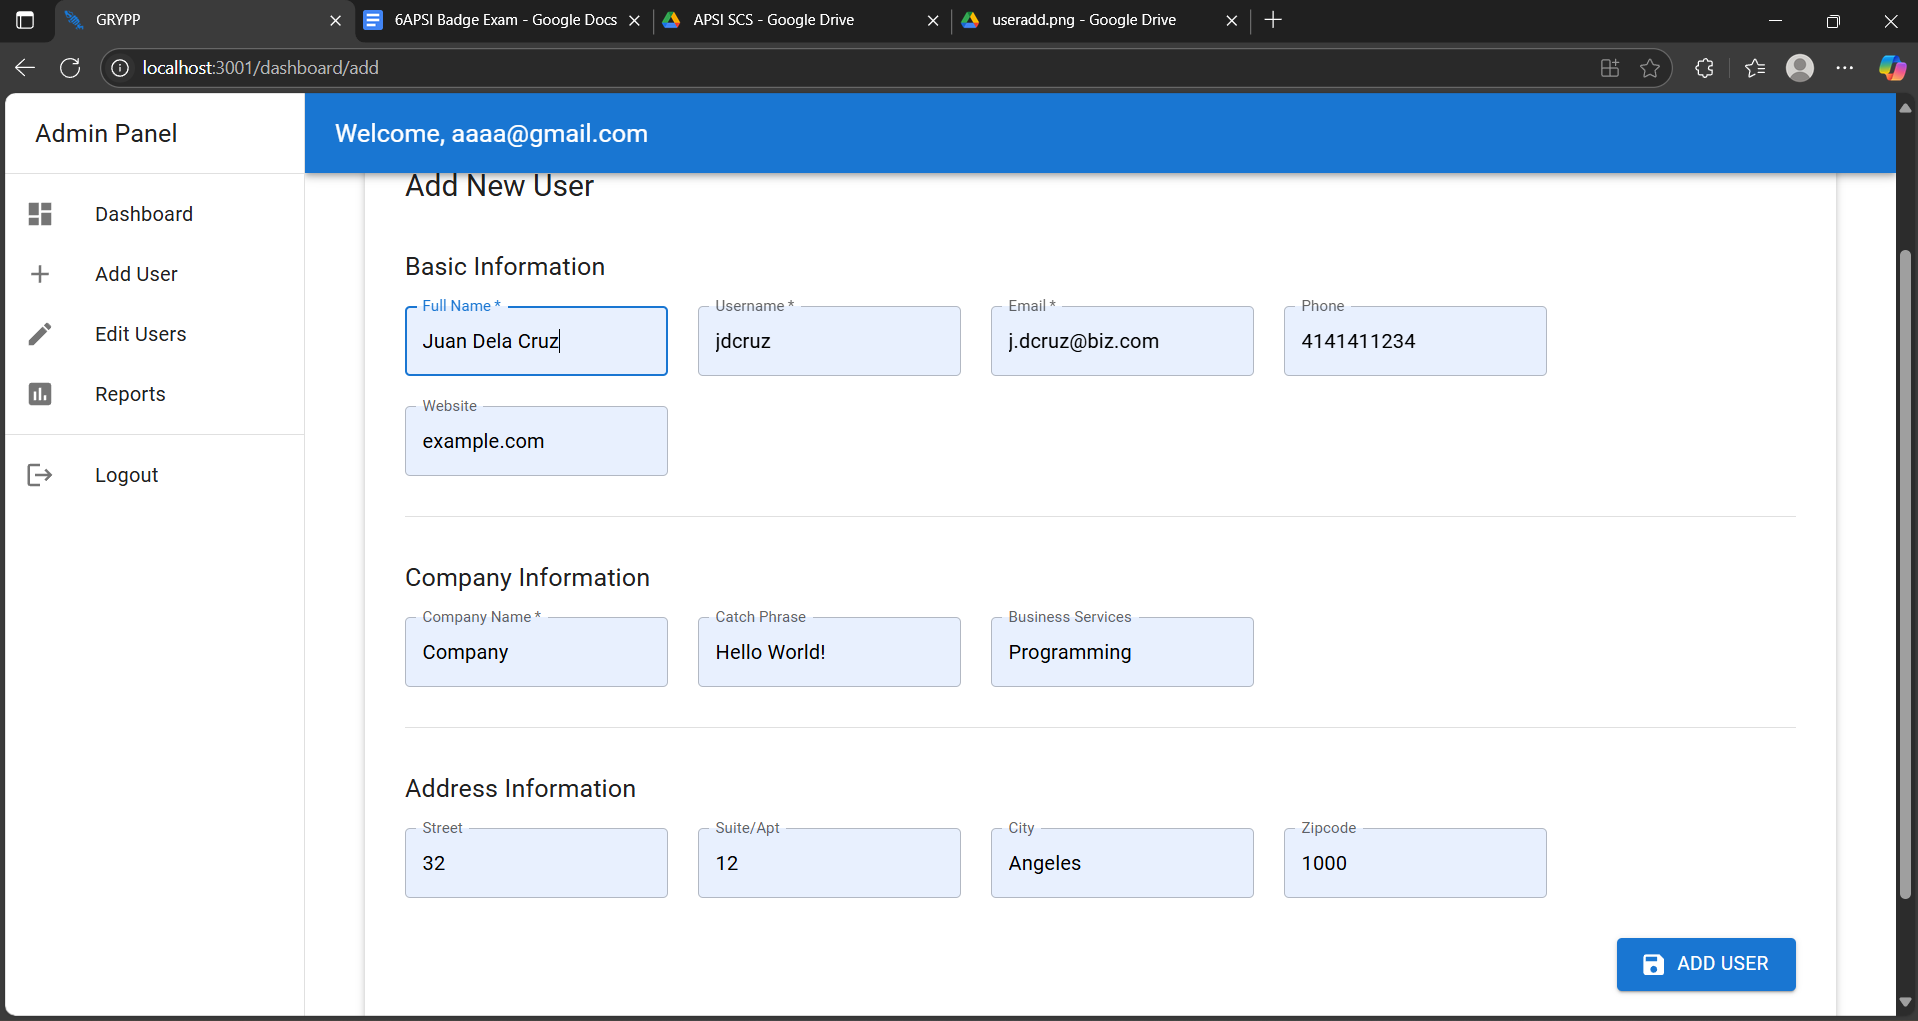 GRYPP
6APSI Badge Exam - Google Docs
APSI SCS - Google Drive
useradd.png - Google Drive
localhost:3001/dashboard/add
Admin Panel
Welcome, aaaa@gmail.com
Dashboard
Add User
Edit Users
Reports
Logout
Add New User
Basic Information
Full Name *
Juan Dela Cruz
Username *
jdcruz
Email *
j.dcruz@biz.com
Phone
4141411234
Website
example.com
Company Information
Company Name *
Company
Catch Phrase
Hello World!
Business Services
Programming
Address Information
Street
32
Suite/Apt
12
City
Angeles
Zipcode
1000
ADD USER